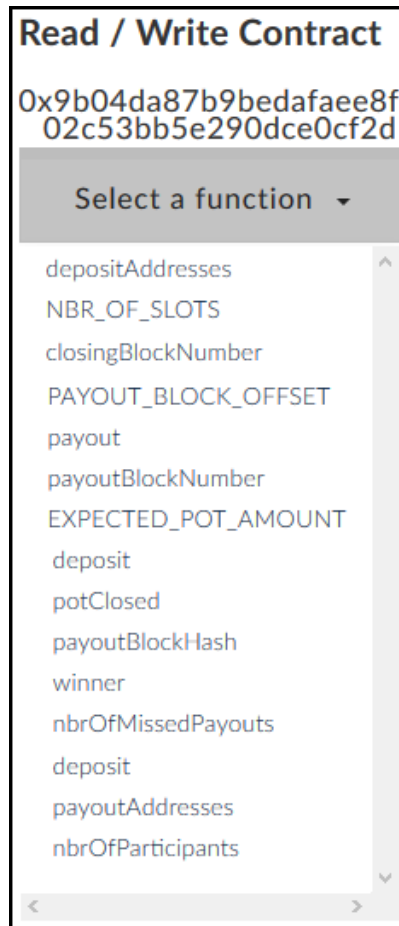 Read / Write Contract
0x9b04da87b9bedafaee8f
02c53bb5e290dce0cf2d
Select a function
depositAddresses
NBR_OF_SLOTS
closingBlockNumber
PAYOUT_BLOCK_OFFSET
payout
payoutBlockNumber
EXPECTED_POT_AMOUNT
deposit
potClosed
payoutBlockHash
winner
nbrOfMissedPayouts
deposit
payoutAddresses
nbrOfParticipants